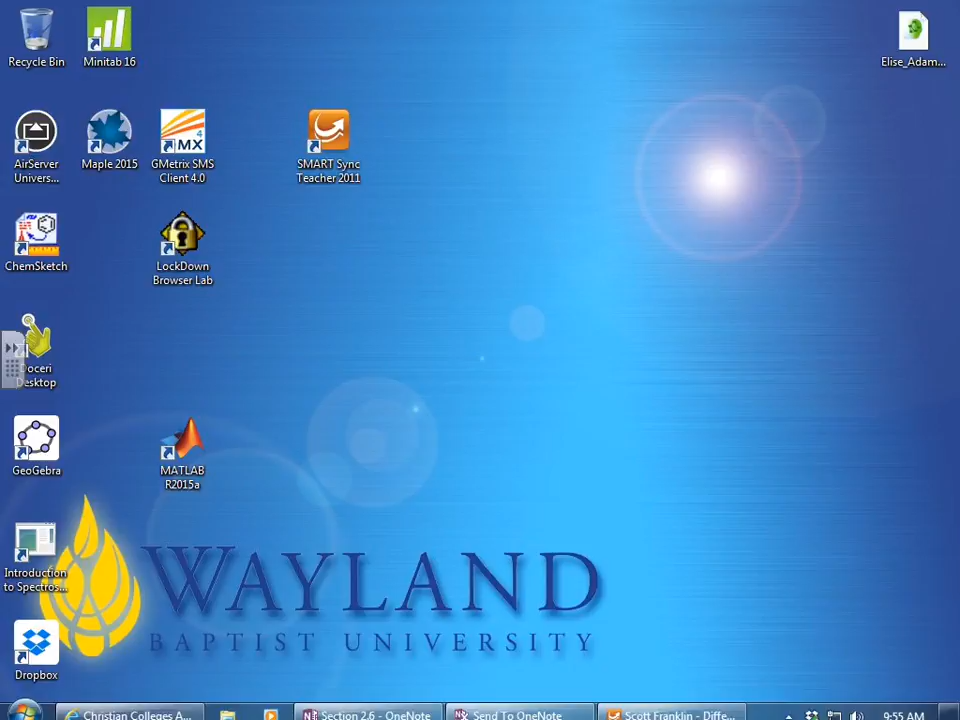 Recycle Bin
Minitab 16
Elise_Adam...
AirServer
Univers...
Maple 2015
4
MX
GMetrix SMS
Client 4.0
SMART Sync
Teacher 2011
ChemSketch
LockDown
Browser Lab
Doceri
Desktop
GeoGebra
MATLAB
R2015a
Introduction
to Spectros...
WAYLAND
BAPTIST UNIVERSITY
Dropbox
Christian Colleges A...
Section 2.6 - OneNote
Send To OneNote
Scott Franklin - Diffe...
9:55 AM